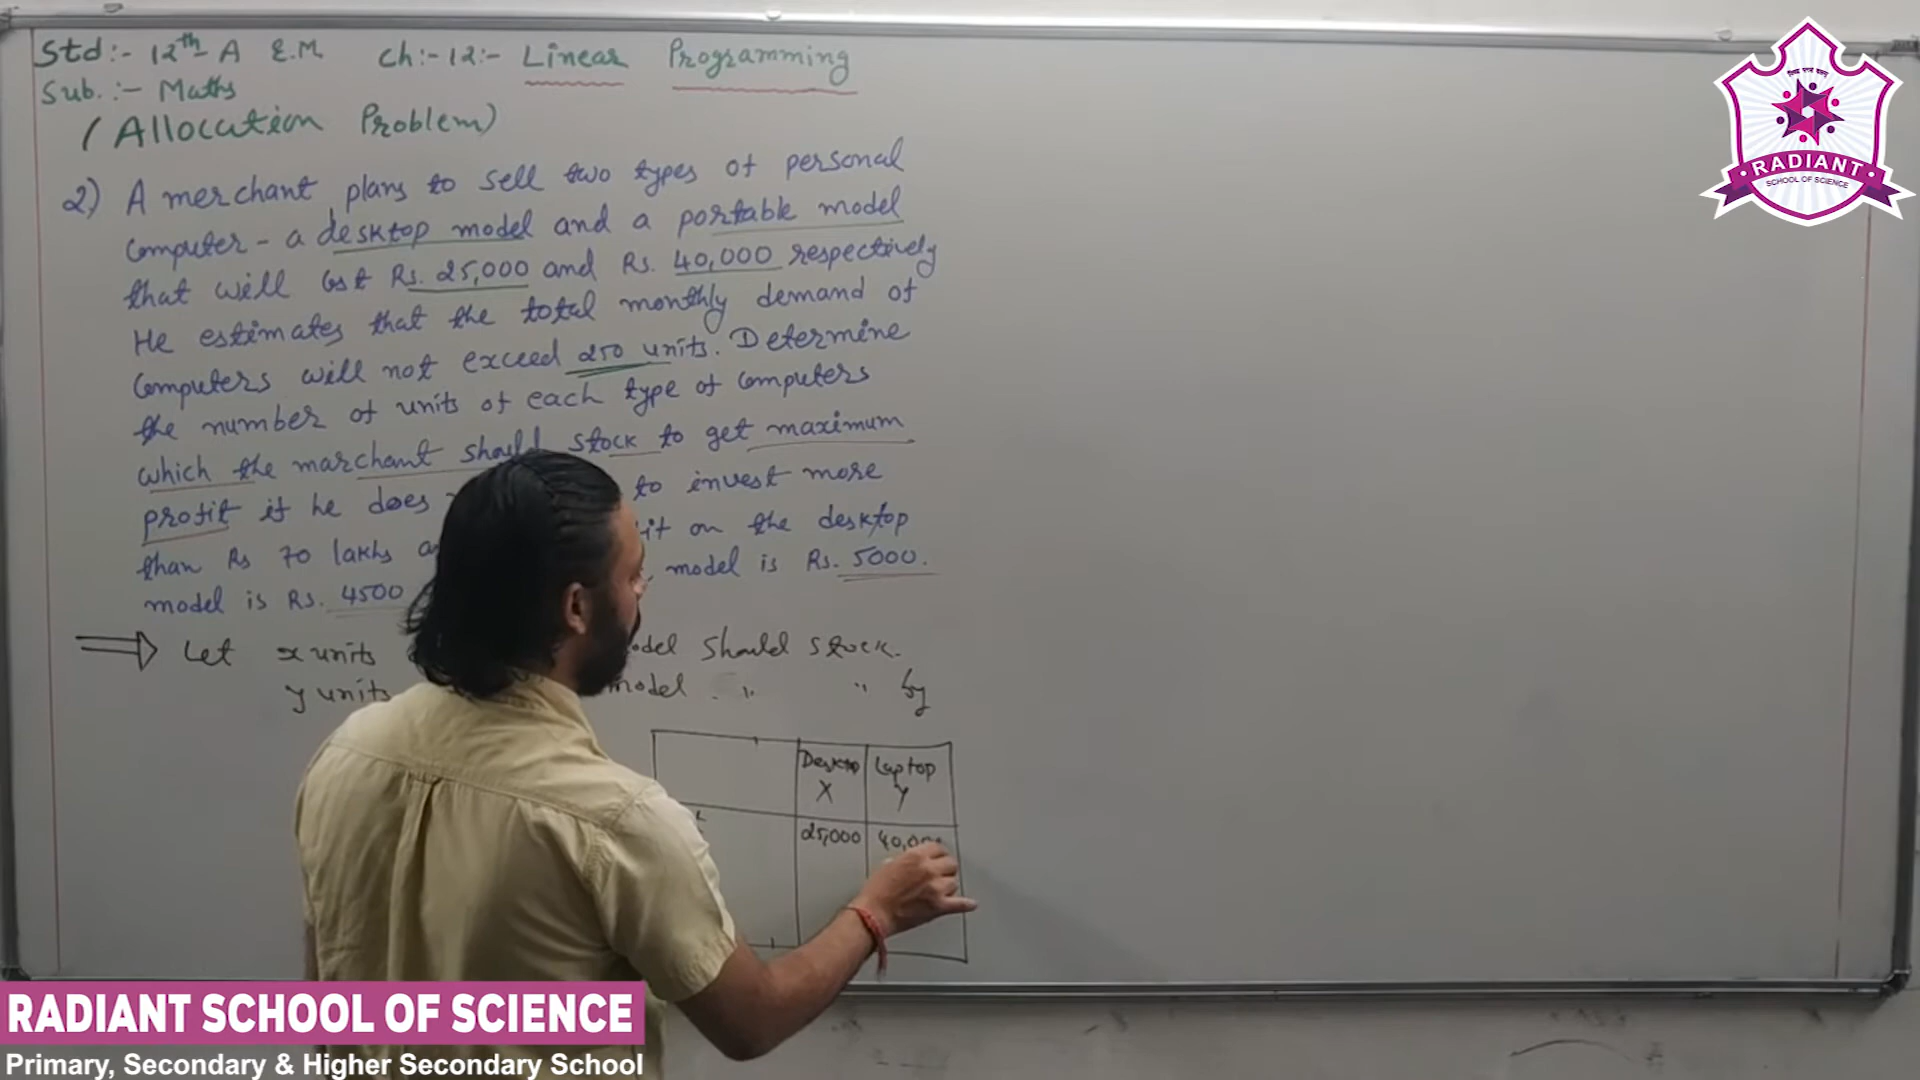 Std:- 12th A E.M Ch:-12:- Linear Programming
Sub.:- Maths
(Allocation Problem)
2) A merchant plans to sell two types of personal
Computer - a desktop model and a portable model
that will cost Rs. 25,000 and Rs. 40,000 respectively
He estimates that the total monthly demand of
Computers will not exceed 250 units. Determine
the number of units of each type of Computers
which the marchant should stock to get maximum
profit if he does to invest more
than Rs 70 lakhs on the desktop
model is Rs. 4500 model is Rs. 5000.
Let x units model should stock.
y units model " " by
Desktop Laptop
X Y
25,000 40,000
RADIANT
SCHOOL OF SCIENCE
RADIANT SCHOOL OF SCIENCE
Primary, Secondary & Higher Secondary School